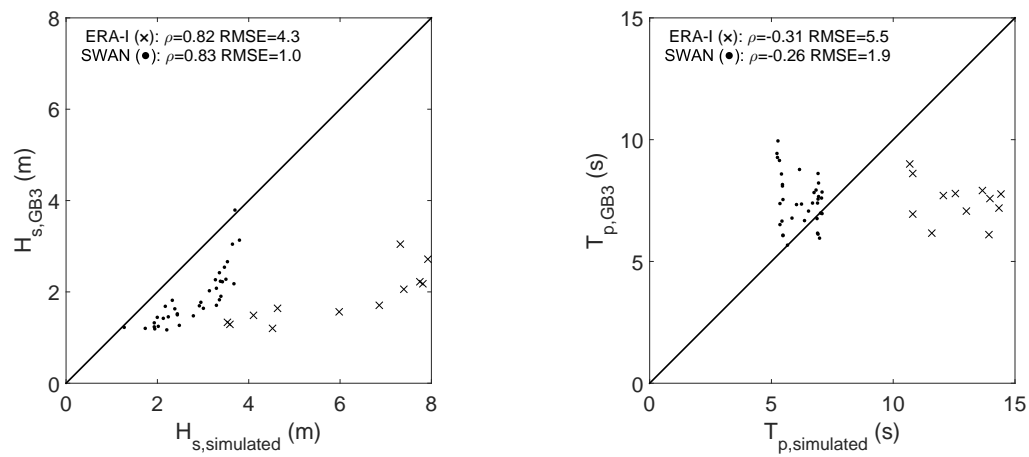 ERA-I (×): ρ=0.82 RMSE=4.3
SWAN (●): ρ=0.83 RMSE=1.0
8
6
4
2
0
H_s,GB3 (m)
0 2 4 6 8
H_s,simulated (m)
ERA-I (×): ρ=-0.31 RMSE=5.5
SWAN (●): ρ=-0.26 RMSE=1.9
15
10
5
0
T_p,GB3 (s)
0 5 10 15
T_p,simulated (s)